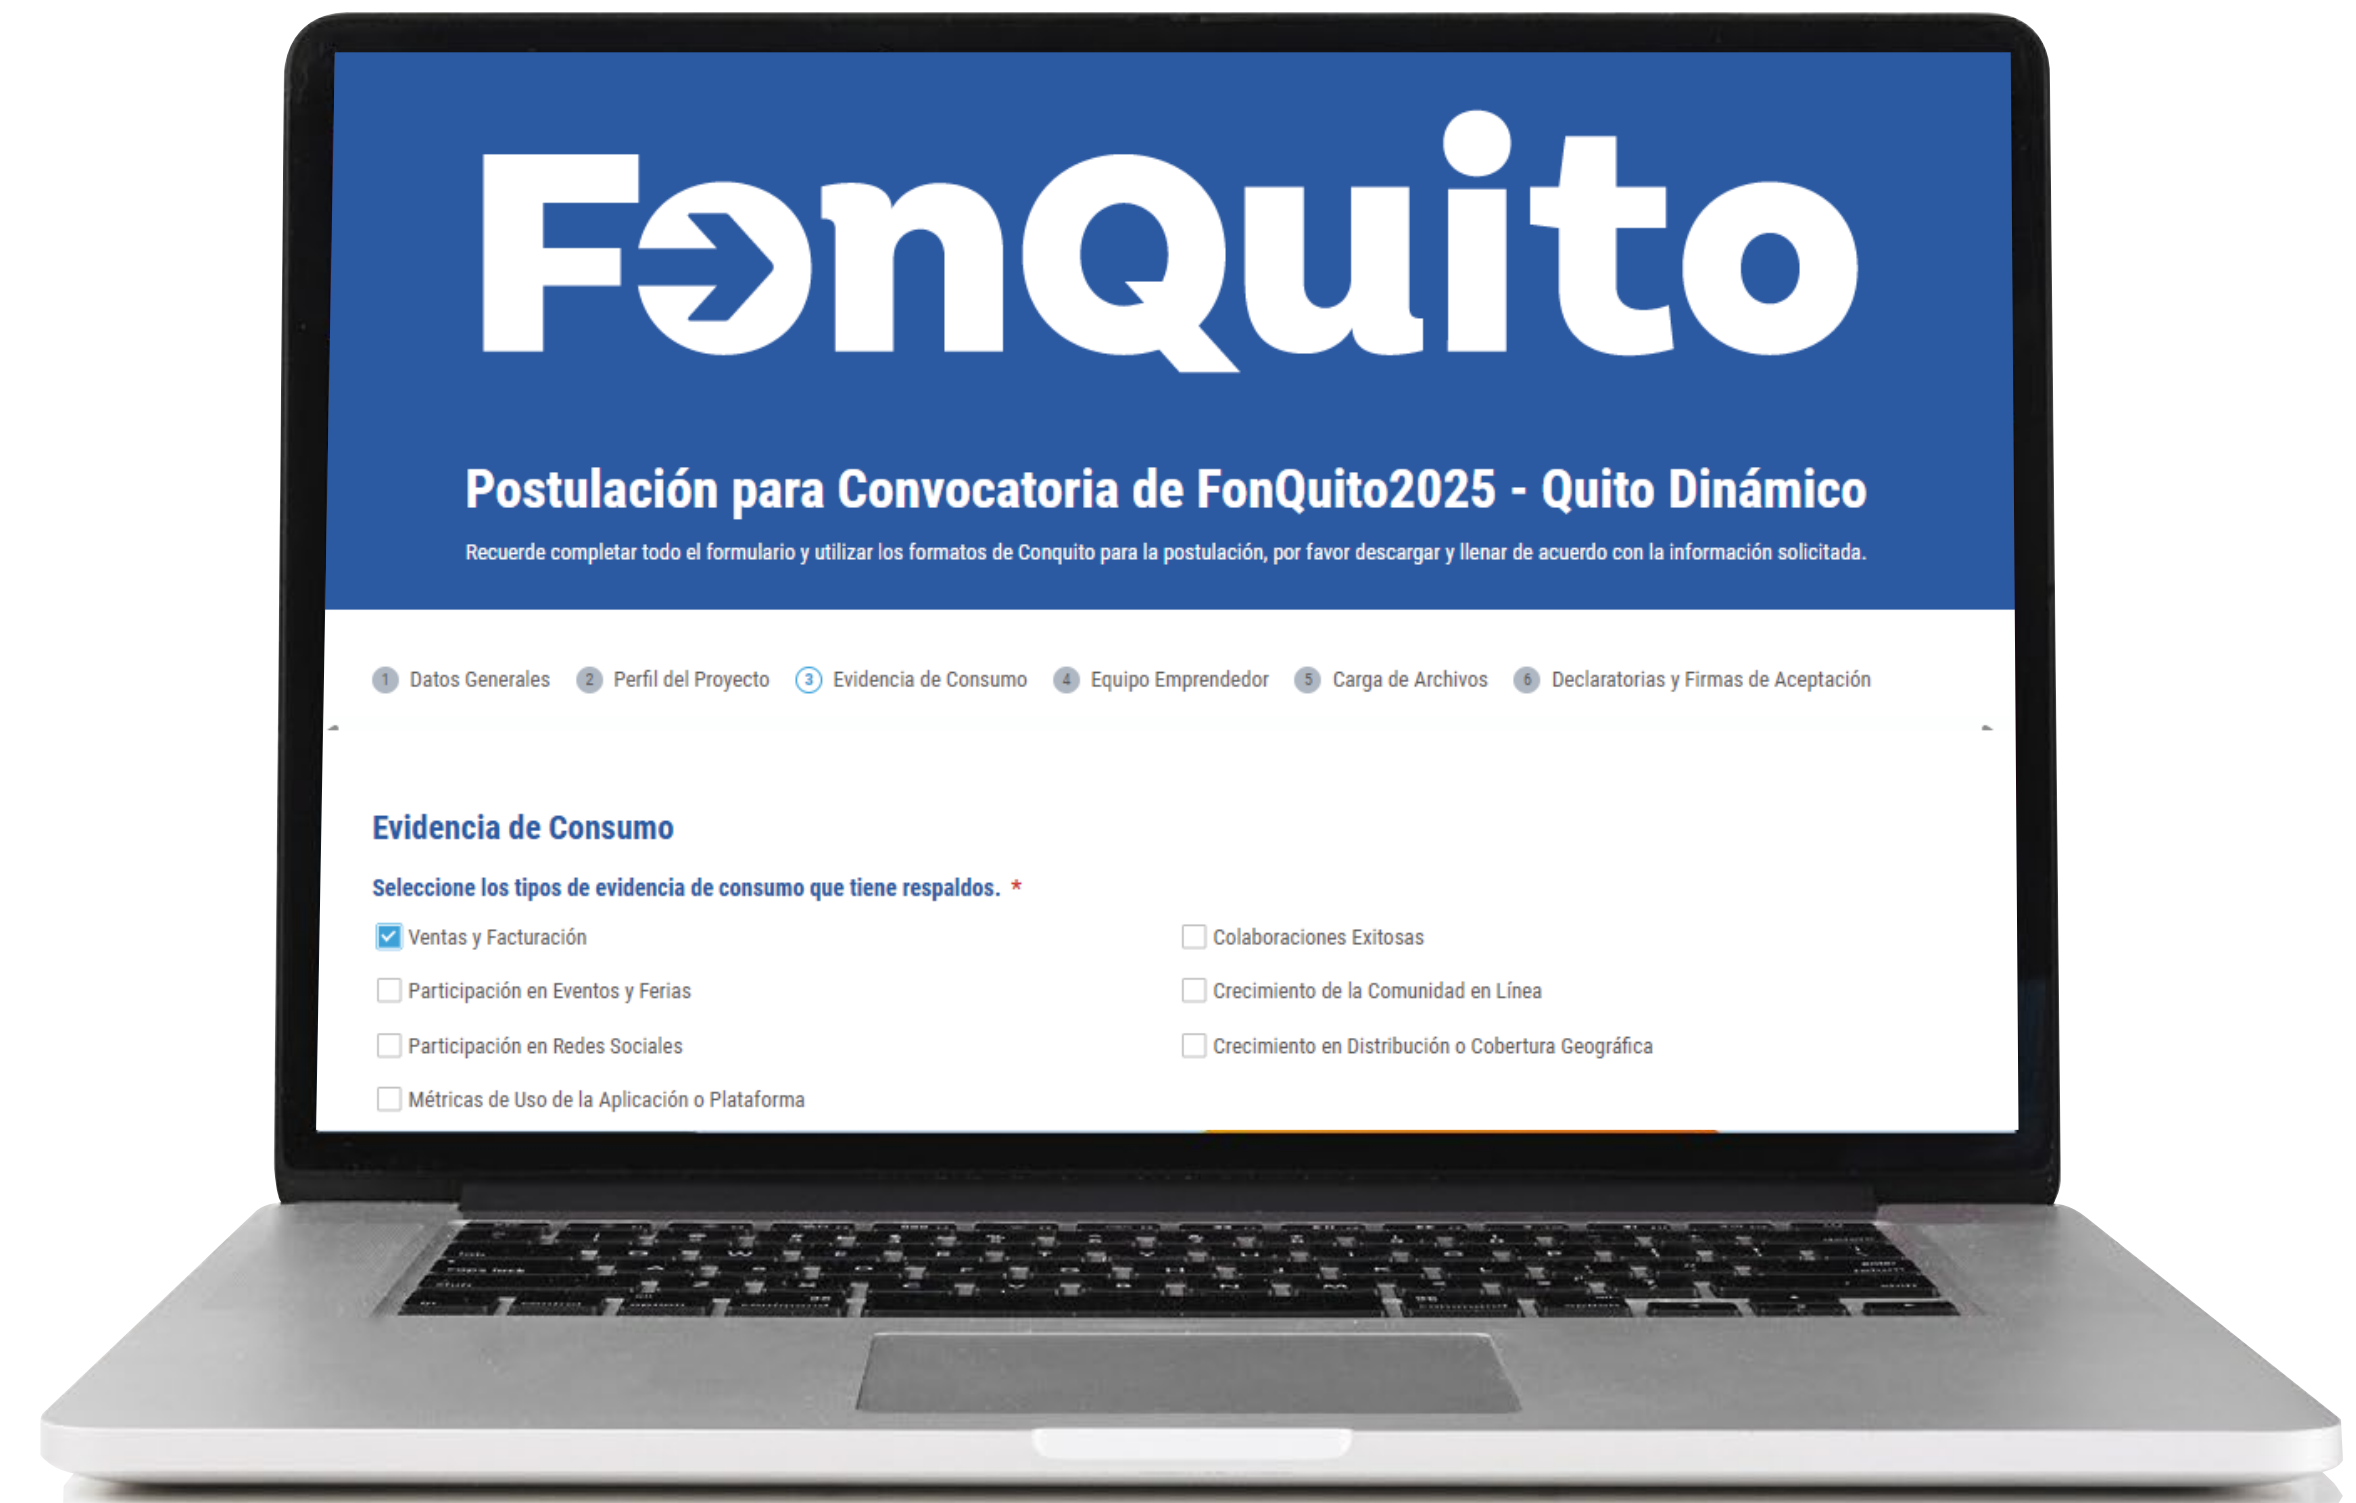 FonQuito
Postulación para Convocatoria de FonQuito2025 - Quito Dinámico
Recuerde completar todo el formulario y utilizar los formatos de Conquito para la postulación, por favor descargar y llenar de acuerdo con la información solicitada.
1 Datos Generales 2 Perfil del Proyecto 3 Evidencia de Consumo 4 Equipo Emprendedor 5 Carga de Archivos 6 Declaratorias y Firmas de Aceptación
Evidencia de Consumo
Seleccione los tipos de evidencia de consumo que tiene respaldos. *
Ventas y Facturación
Colaboraciones Exitosas
Participación en Eventos y Ferias
Crecimiento de la Comunidad en Línea
Participación en Redes Sociales
Crecimiento en Distribución o Cobertura Geográfica
Métricas de Uso de la Aplicación o Plataforma